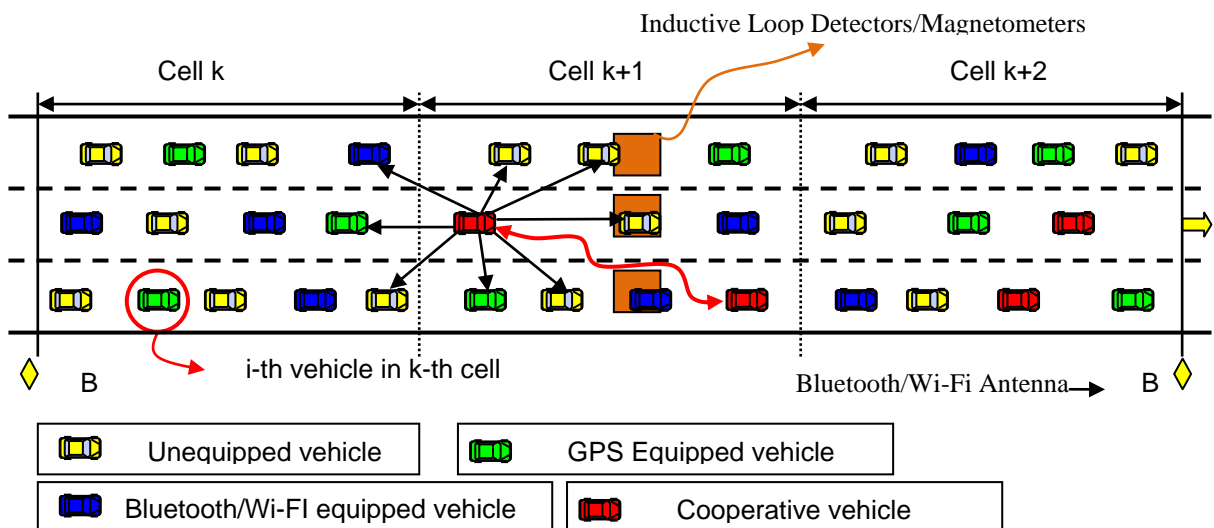 Inductive Loop Detectors/Magnetometers
Cell k
Cell k+1
Cell k+2
i-th vehicle in k-th cell
B
Bluetooth/Wi-Fi Antenna
B
Unequipped vehicle
GPS Equipped vehicle
Bluetooth/Wi-FI equipped vehicle
Cooperative vehicle